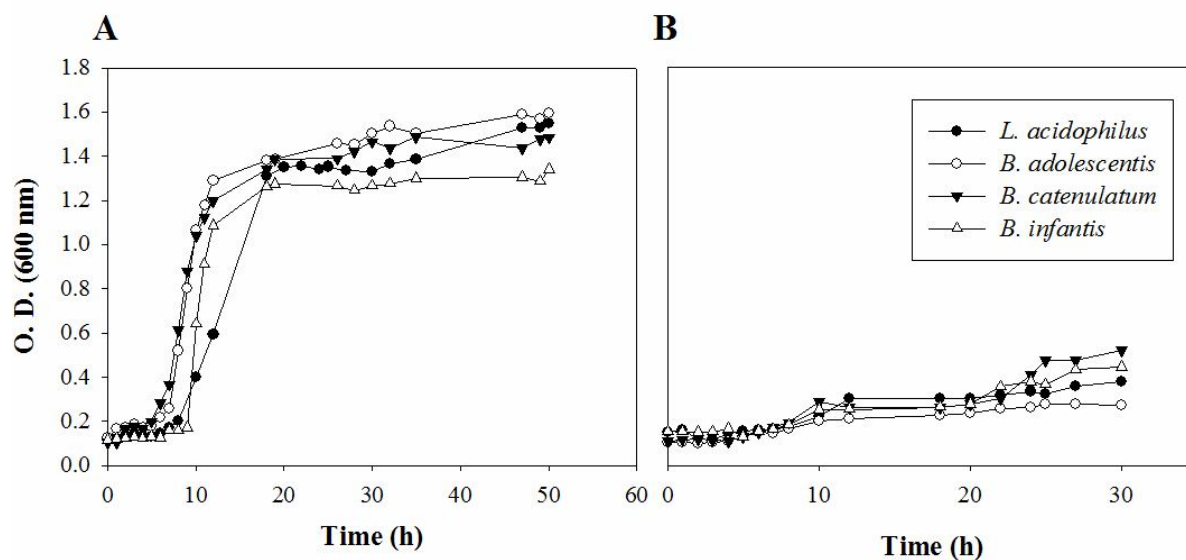 A
B
1.8
1.6
1.4
1.2
1.0
0.8
0.6
0.4
0.2
0.0
O. D. (600 nm)
0 10 20 30 40 50 60
Time (h)
L. acidophilus
B. adolescentis
B. catenulatum
B. infantis
0 10 20 30
Time (h)